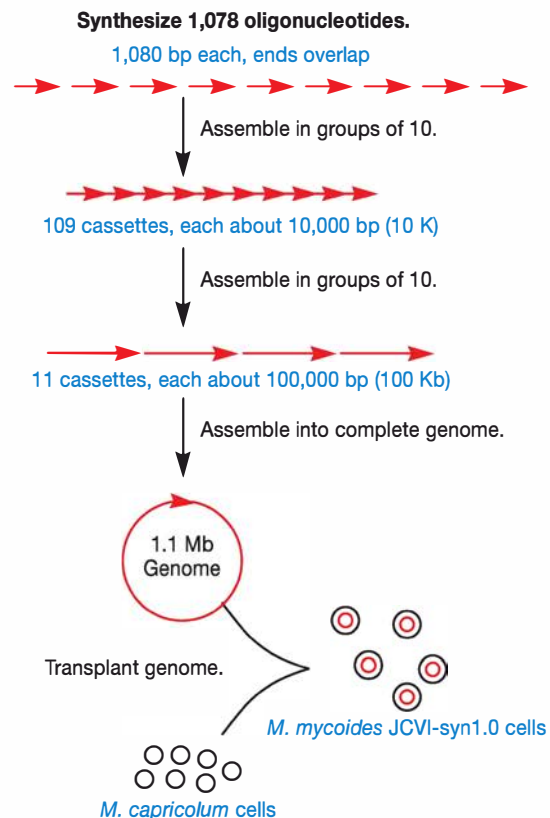 Synthesize 1,078 oligonucleotides.
1,080 bp each, ends overlap
Assemble in groups of 10.
109 cassettes, each about 10,000 bp (10 K)
Assemble in groups of 10.
11 cassettes, each about 100,000 bp (100 Kb)
Assemble into complete genome.
1.1 Mb
Genome
Transplant genome.
M. mycoides JCVI-syn1.0 cells
M. capricolum cells